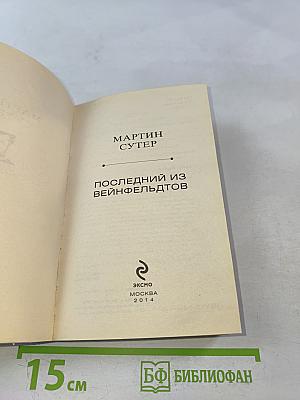 МАРТИН
СУТЕР
ПОСЛЕДНИЙ ИЗ
ВЕЙНФЕЛЬДТОВ
ЭКСМО
МОСКВА
2014
15 см
БФ БИБЛИОФАН